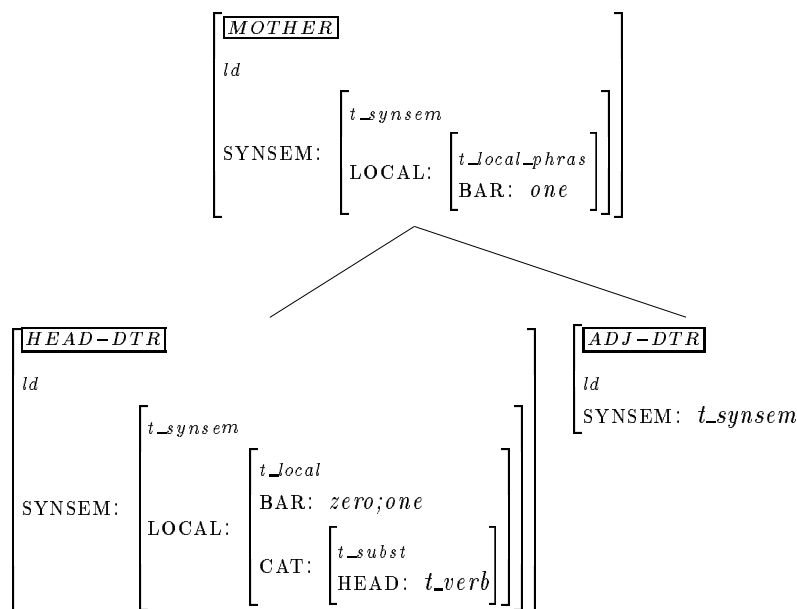 MOTHER
ld
t_synsem
SYNSEM:
LOCAL:
t_local_phras
BAR: one
HEAD-DTR
ld
t_synsem
SYNSEM:
LOCAL:
t_local
BAR: zero;one
CAT:
t_subst
HEAD: t_verb
ADJ-DTR
ld
SYNSEM: t_synsem